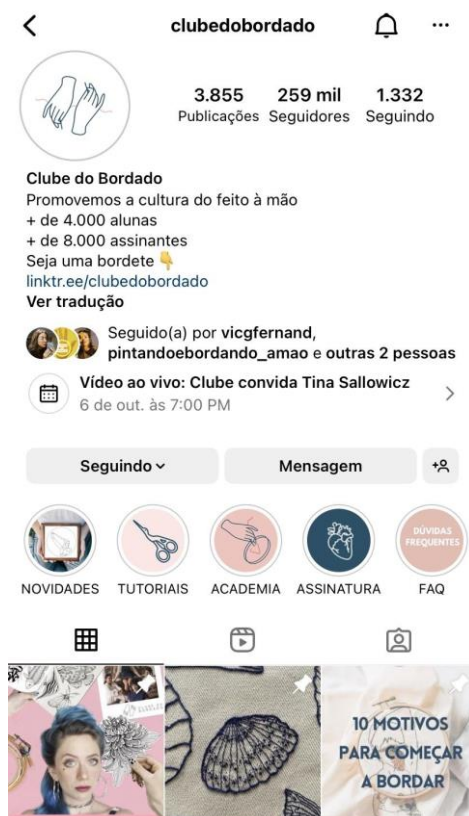 clubedobordado
3.855 259 mil 1.332
Publicações Seguidores Seguindo
Clube do Bordado
Promovemos a cultura do feito à mão
+ de 4.000 alunas
+ de 8.000 assinantes
Seja uma bordete👇
linktr.ee/clubedobordado
Ver tradução
Seguido(a) por vicgfernand,
pintandoebordando_amao e outras 2 pessoas
Vídeo ao vivo: Clube convida Tina Sallowicz
6 de out. às 7:00 PM
Seguindo Mensagem
DÚVIDAS
FREQUENTES
NOVIDADES TUTORIAIS ACADEMIA ASSINATURA FAQ
10 MOTIVOS
PARA COMEÇAR
A BORDAR